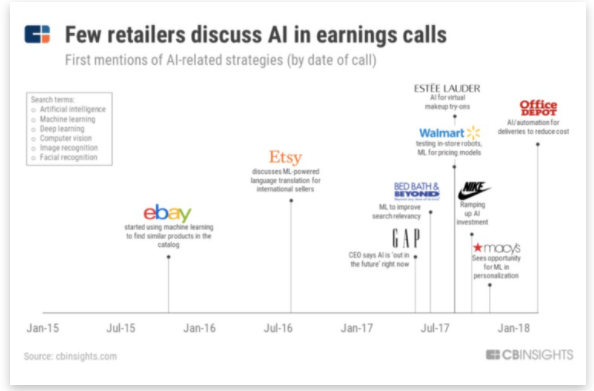 Few retailers discuss AI in earnings calls
First mentions of AI-related strategies (by date of call)
Search terms:
Artificial intelligence
Machine learning
Deep learning
Computer vision
Image recognition
Facial recognition
ebay
started using machine learning
to find similar products in the
catalog
Etsy
discusses ML-powered
language translation for
international sellers
GAP
CEO says AI is 'out in
the future' right now
BED BATH &
BEYOND
ML to improve
search relevancy
ESTĒE LAUDER
AI for virtual
makeup try-ons
Walmart
testing in-store robots,
ML for pricing models
NIKE
Ramping
up AI
investment
macy's
Sees opportunity
for ML in
personalization
Office
DEPOT
AI/automation for
deliveries to reduce cost
Jan-15
Jul-15
Jan-16
Jul-16
Jan-17
Jul-17
Jan-18
Source: cbinsights.com
CBINSIGHTS